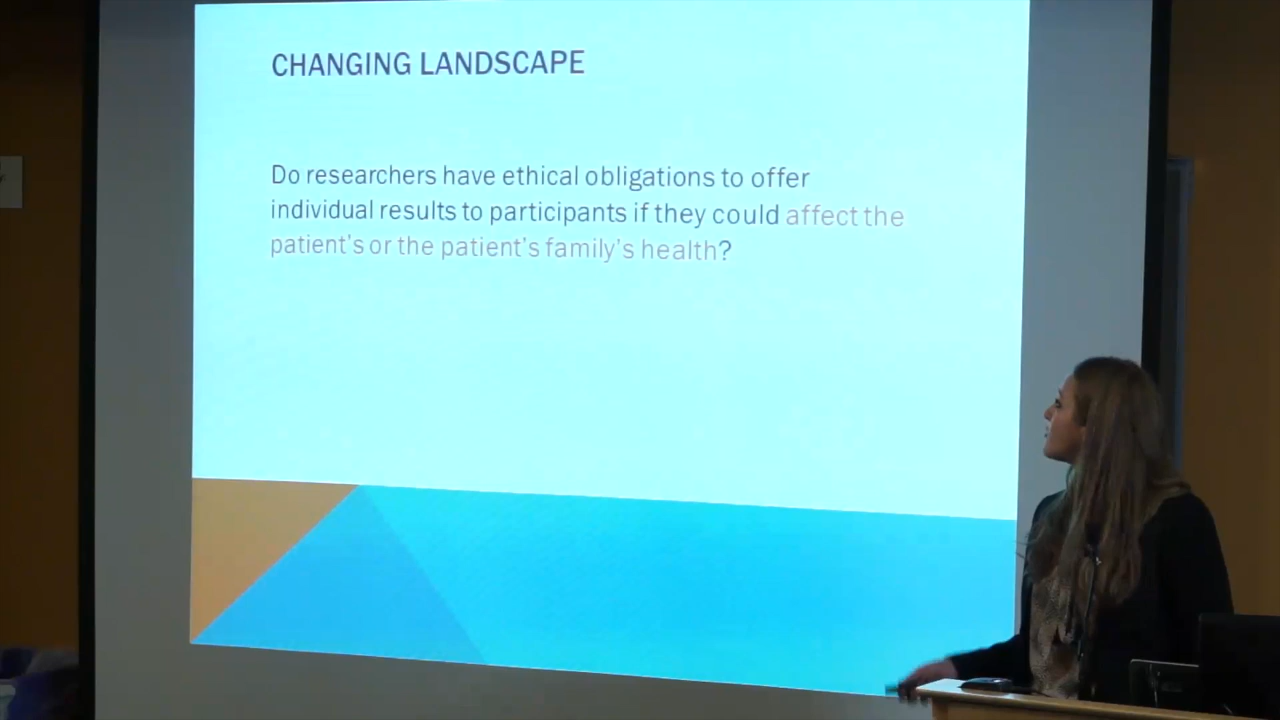 CHANGING LANDSCAPE
Do researchers have ethical obligations to offer
individual results to participants if they could affect the
patient's or the patient's family's health?